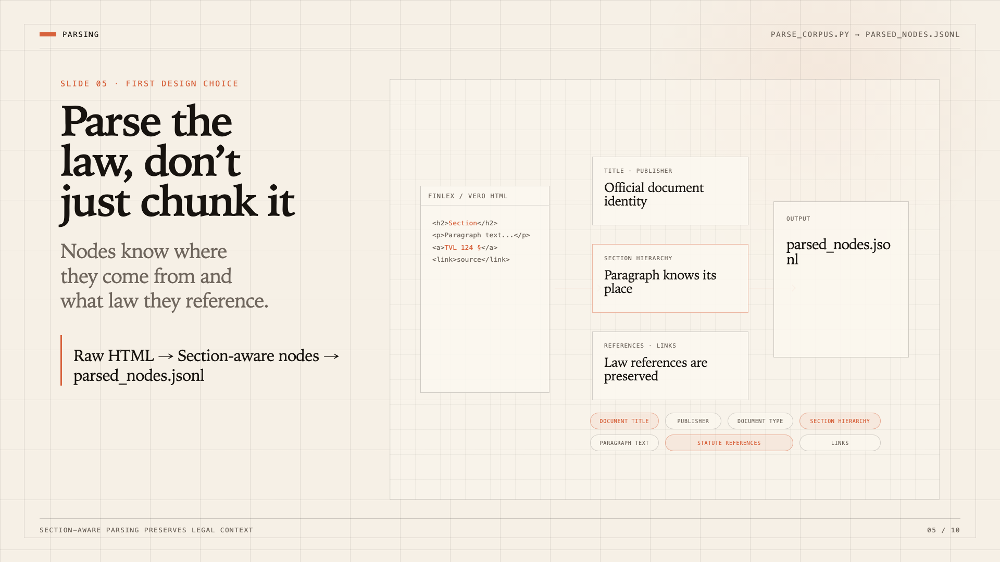 PARSING
PARSE_CORPUS.PY → PARSED_NODES.JSONL
SLIDE 05 · FIRST DESIGN CHOICE
Parse the
law, don’t
just chunk it
Nodes know where
they come from and
what law they reference.
Raw HTML → Section-aware nodes →
parsed_nodes.jsonl
FINLEX / VERO HTML
<h2>Section</h2>
<p>Paragraph text...</p>
<a>TVL 124 §</a>
<link>source</link>
TITLE · PUBLISHER
Official document
identity
SECTION HIERARCHY
Paragraph knows its
place
REFERENCES · LINKS
Law references are
preserved
OUTPUT
parsed_nodes.jso
nl
DOCUMENT TITLE
PUBLISHER
DOCUMENT TYPE
SECTION HIERARCHY
PARAGRAPH TEXT
STATUTE REFERENCES
LINKS
SECTION-AWARE PARSING PRESERVES LEGAL CONTEXT
05 / 10